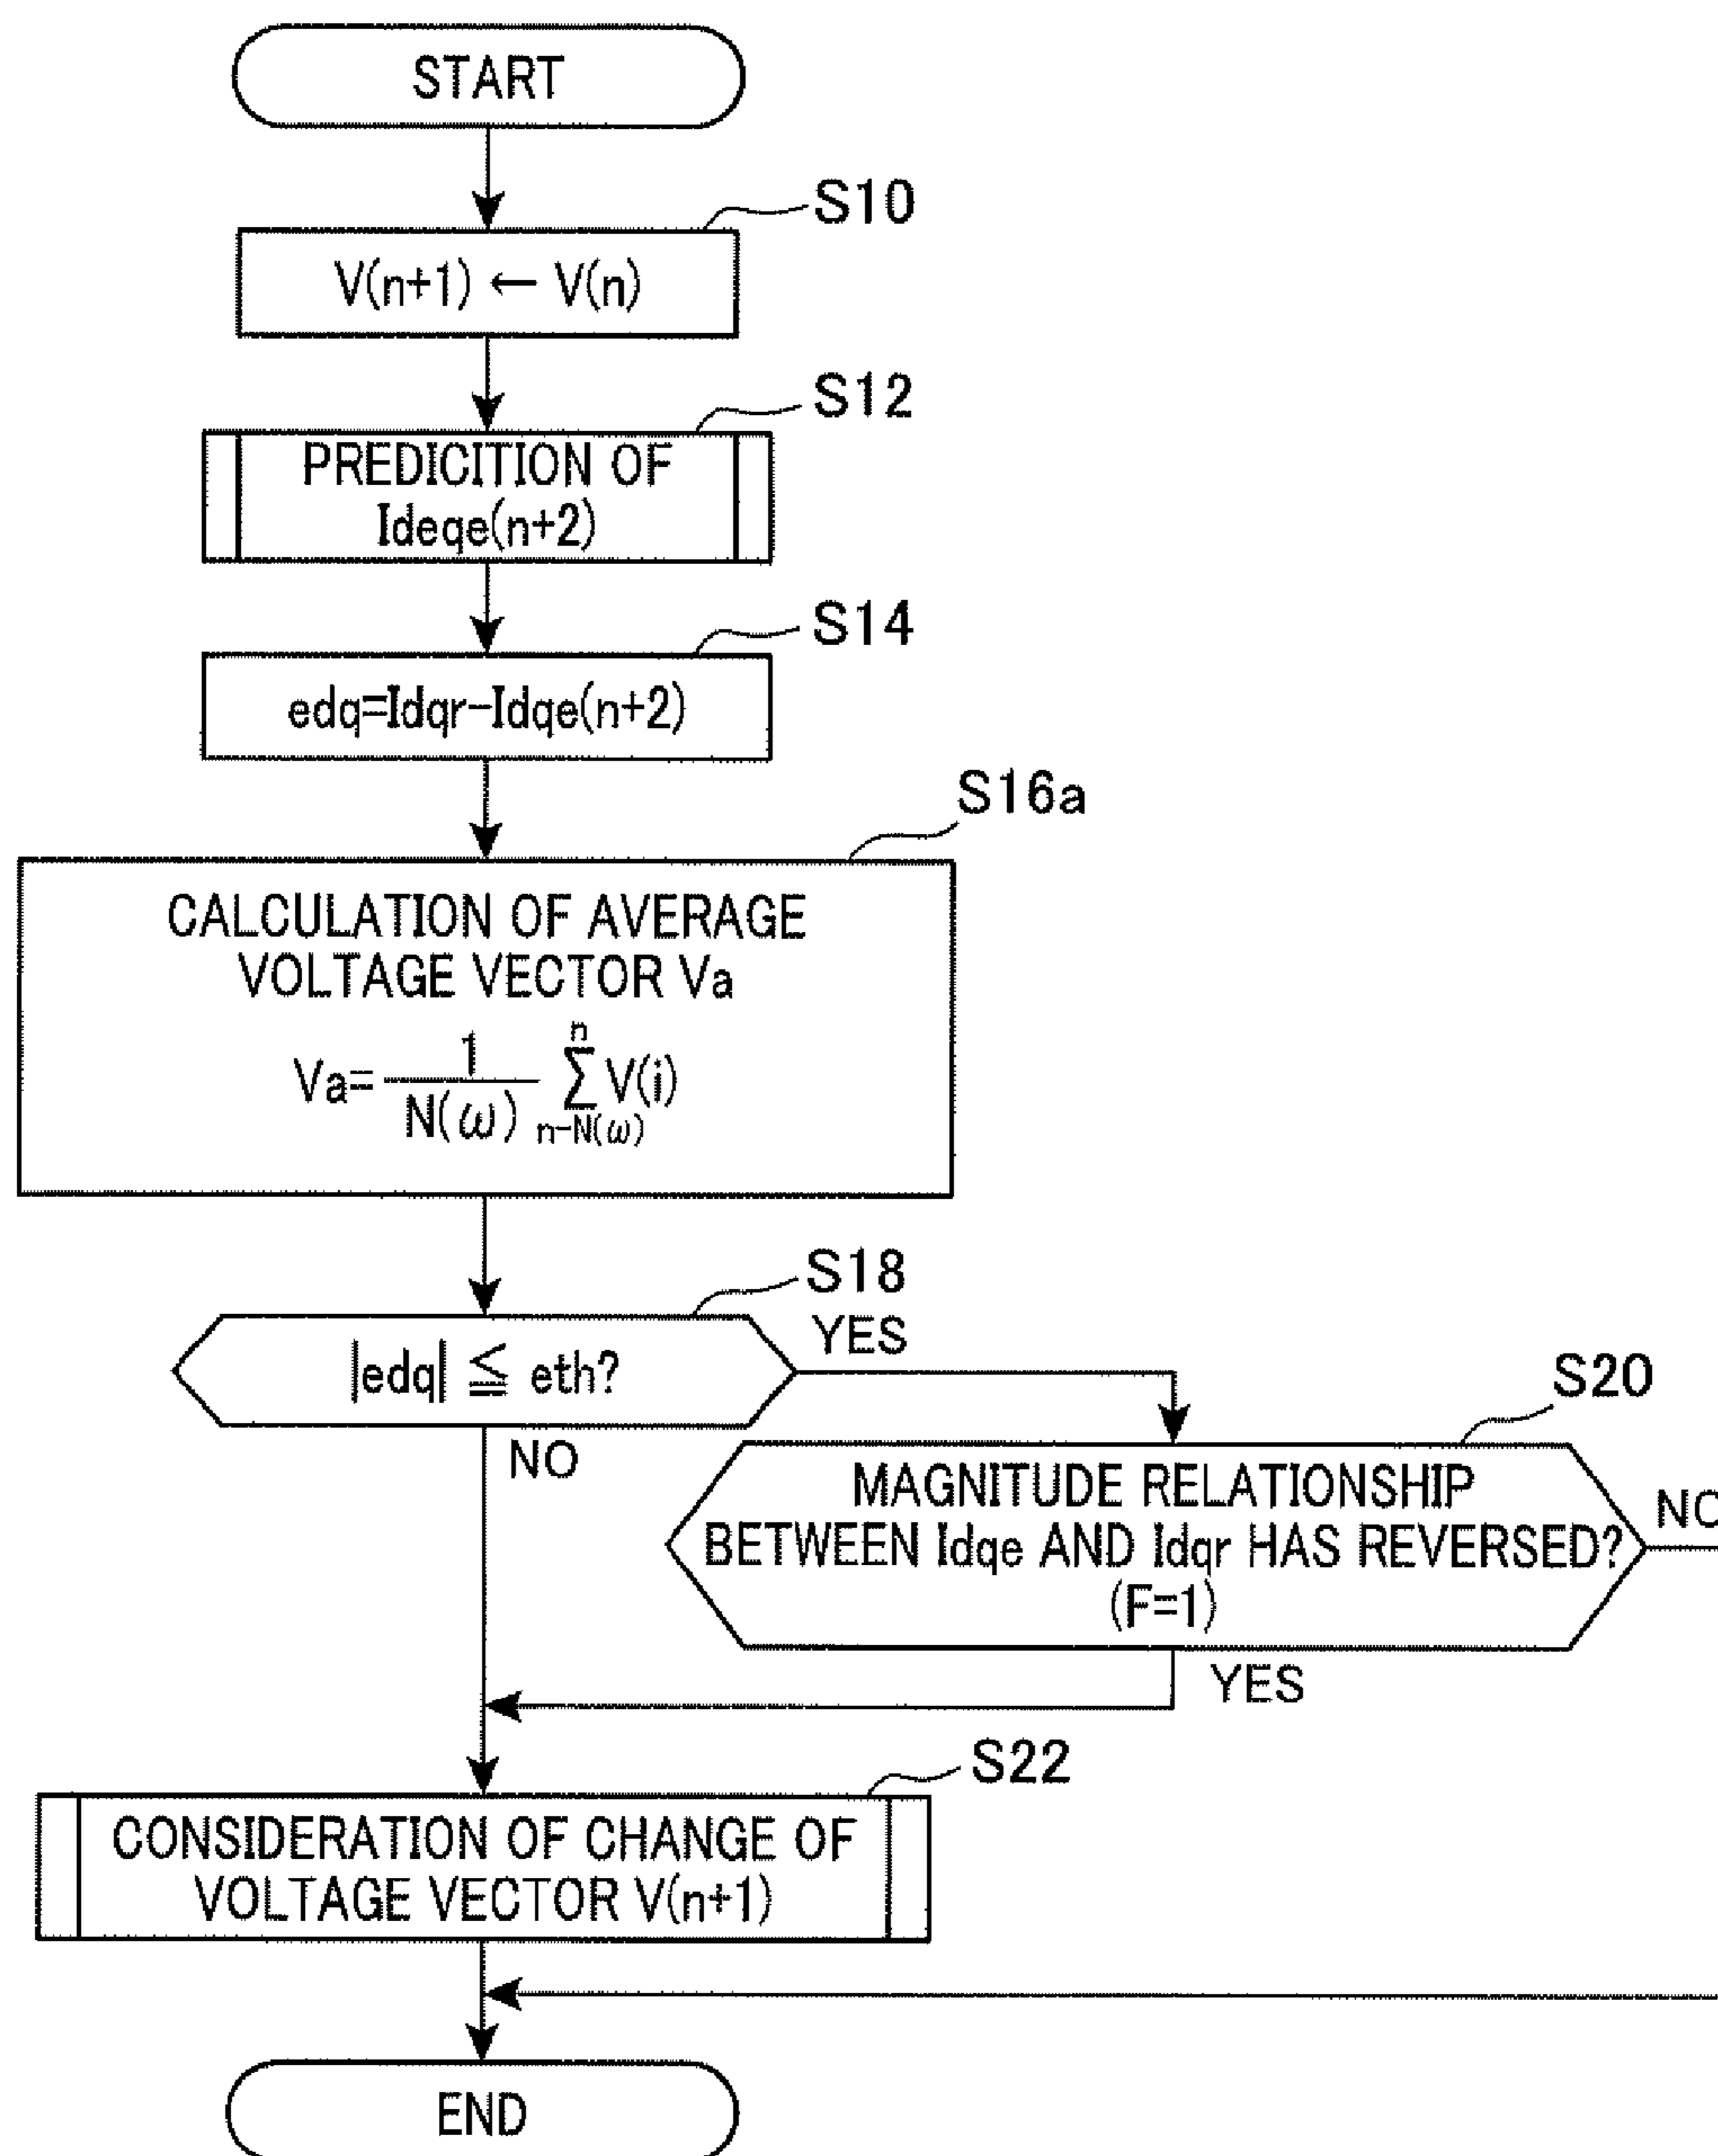 START
S10
V(n+1) ← V(n)
S12
PREDICITION OF
Ideqe(n+2)
S14
edq=Idqr-Idqe(n+2)
S16a
CALCULATION OF AVERAGE
VOLTAGE VECTOR Va
Va= 1/N(ω) n∑n-N(ω) V(i)
S18
|edq| ≦ eth?
YES
NO
S20
MAGNITUDE RELATIONSHIP
BETWEEN Idqe AND Idqr HAS REVERSED?
(F=1)
NO
YES
S22
CONSIDERATION OF CHANGE OF
VOLTAGE VECTOR V(n+1)
END